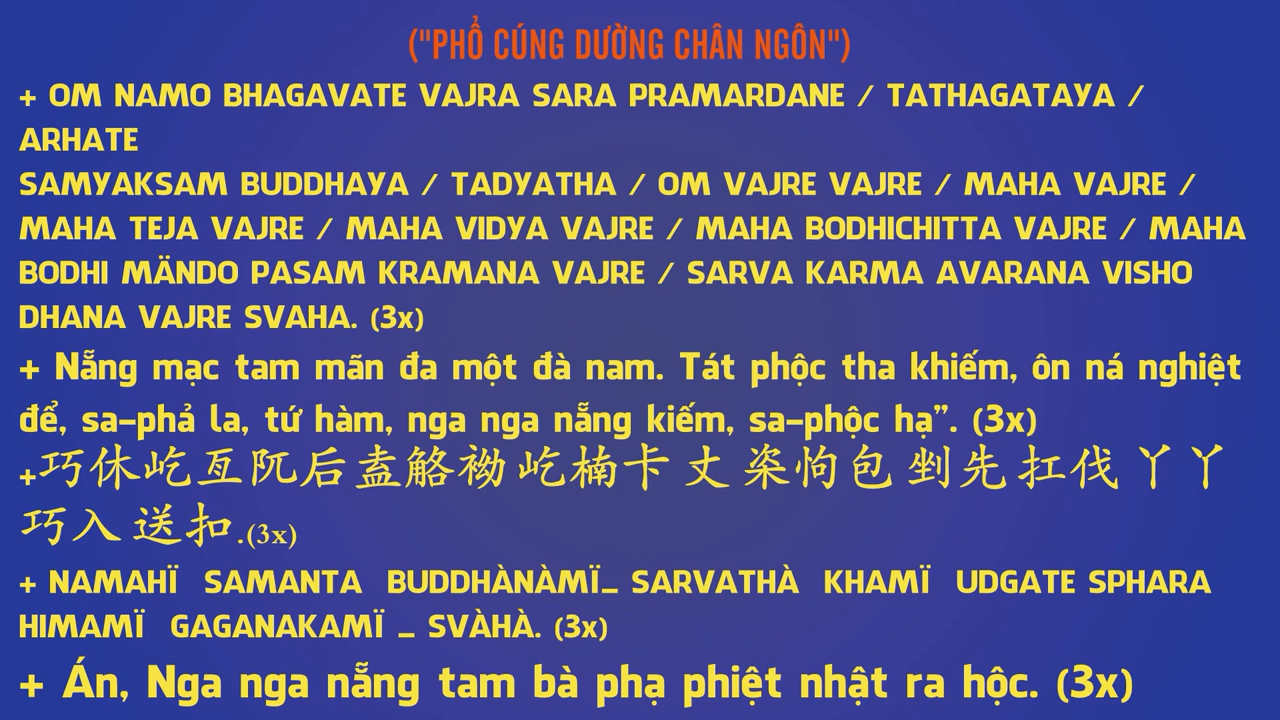 ("PHỔ CÚNG DƯỜNG CHÂN NGÔN")
+ OM NAMO BHAGAVATE VAJRA SARA PRAMARDANE / TATHAGATAYA /
ARHATE
SAMYAKSAM BUDDHAYA / TADYATHA / OM VAJRE VAJRE / MAHA VAJRE /
MAHA TEJA VAJRE / MAHA VIDYA VAJRE / MAHA BODHICHITTA VAJRE / MAHA
BODHI MÄNDO PASAM KRAMANA VAJRE / SARVA KARMA AVARANA VISHO
DHANA VAJRE SVAHA. (3x)
+ Nẵng mạc tam mãn đa một đà nam. Tát phộc tha khiếm, ôn ná nghiệt
để, sa-phả la, tứ hàm, nga nga nẵng kiếm, sa-phộc hạ”. (3x)
+巧休屹亙阢后盍觡袎屹楠卡丈栥怐包剉先扛伐丫丫
巧入送扣.(3x)
+ NAMAHÏ SAMANTA BUDDHÀNÀMÏ_ SARVATHÀ KHAMÏ UDGATE SPHARA
HIMAMÏ GAGANAKAMÏ _ SVÀHÀ. (3x)
+ Án, Nga nga nẵng tam bà phạ phiệt nhật ra hộc. (3x)